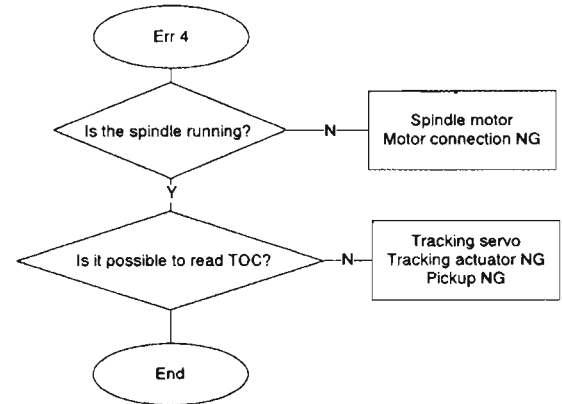 Err 4
Is the spindle running?
N
Spindle motor
Motor connection NG
Y
Is it possible to read TOC?
N
Tracking servo
Tracking actuator NG
Pickup NG
End